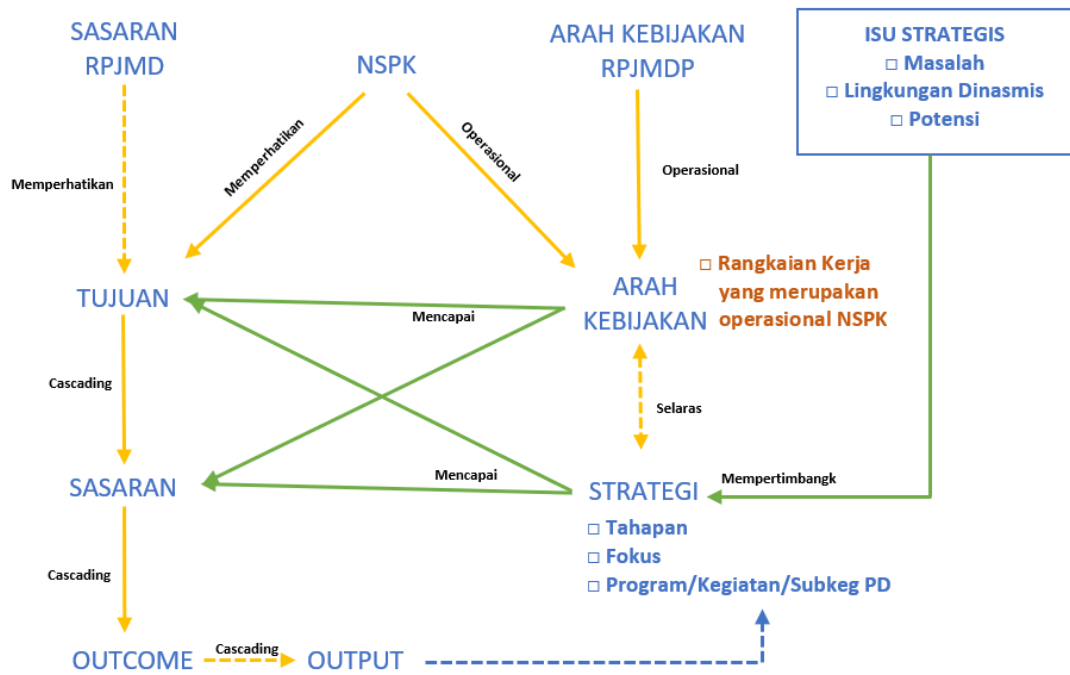 SASARAN
RPJMD
NSPK
ARAH KEBIJAKAN
RPJMDP
ISU STRATEGIS
□ Masalah
□ Lingkungan Dinasmis
□ Potensi
Memperhatikan
Memperhatikan
Operasional
Operasional
TUJUAN
Mencapai
ARAH
KEBIJAKAN
□ Rangkaian Kerja
yang merupakan
operasional NSPK
Cascading
Selaras
SASARAN
Mencapai
STRATEGI
Mempertimbangk
□ Tahapan
□ Fokus
□ Program/Kegiatan/Subkeg PD
Cascading
OUTCOME
Cascading
OUTPUT